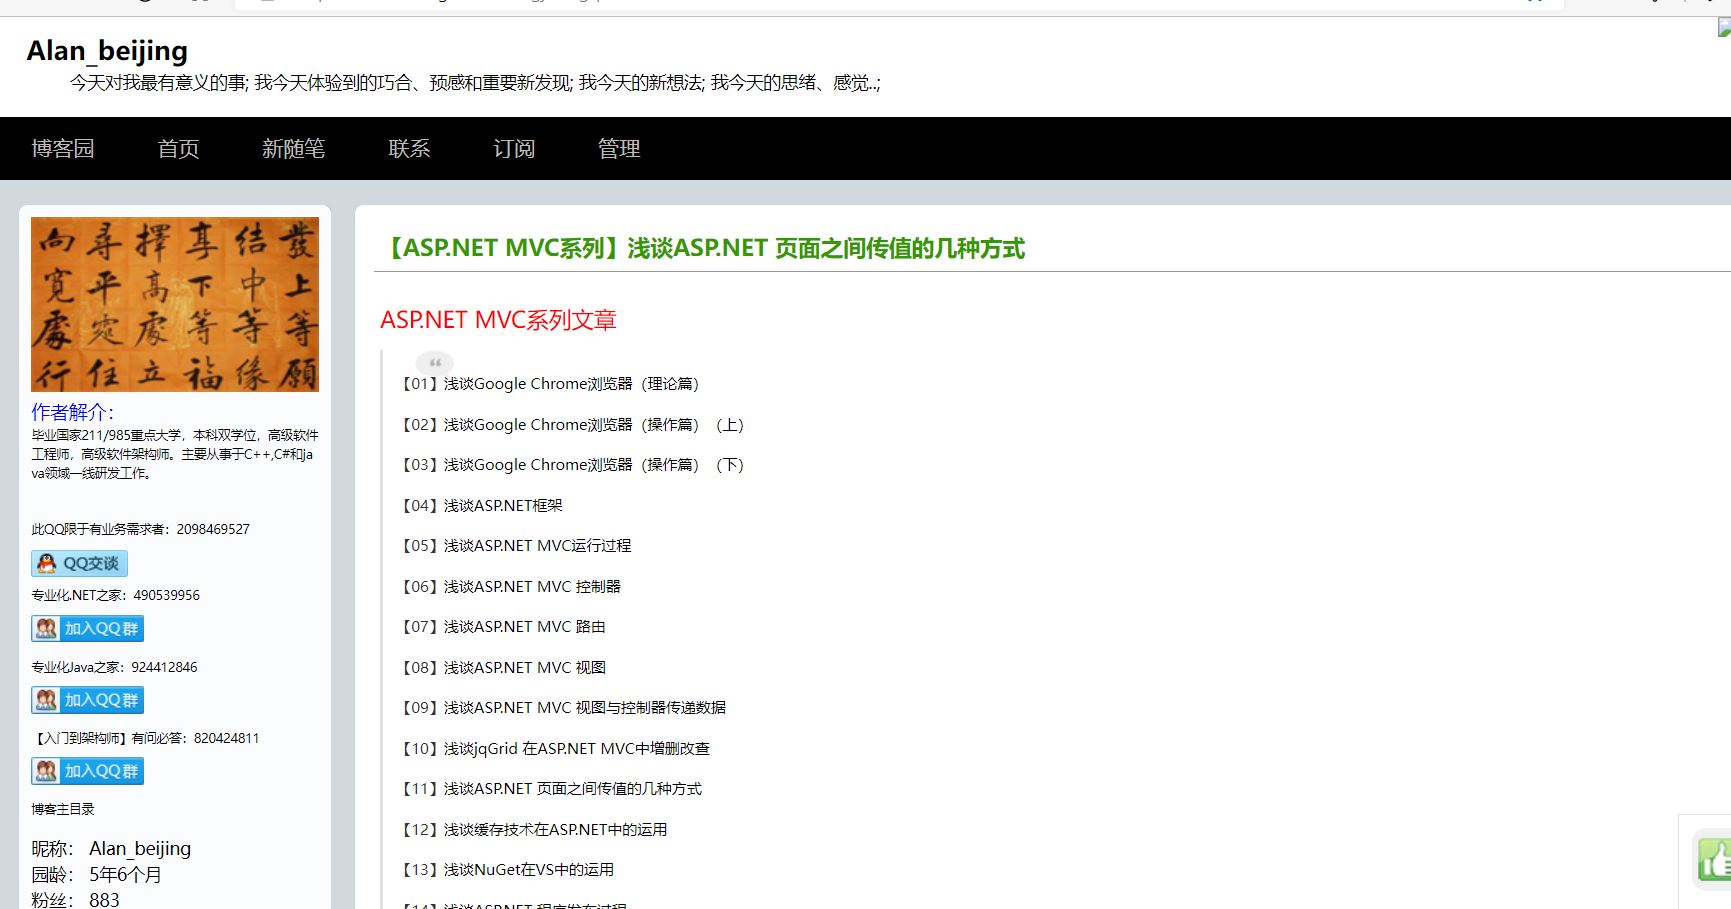 Alan_beijing
今天对我最有意义的事; 我今天体验到的巧合、预感和重要新发现; 我今天的新想法; 我今天的思绪、感觉..;
博客园 首页 新随笔 联系 订阅 管理
向尋擇享結發
寬平高下中上
處處等等等
行住立福緣願
作者解介：
毕业国家211/985重点大学，本科双学位，高级软件
工程师，高级软件架构师。主要从事于C++,C#和ja
va领域一线研发工作。
此QQ限于有业务需求者：2098469527
QQ交谈
专业化.NET之家：490539956
加入QQ群
专业化Java之家：924412846
加入QQ群
【入门到架构师】有问必答：820424811
加入QQ群
博客主目录
昵称： Alan_beijing
园龄： 5年6个月
粉丝： 883
【ASP.NET MVC系列】浅谈ASP.NET 页面之间传值的几种方式
ASP.NET MVC系列文章
【01】浅谈Google Chrome浏览器（理论篇）
【02】浅谈Google Chrome浏览器（操作篇）（上）
【03】浅谈Google Chrome浏览器（操作篇）（下）
【04】浅谈ASP.NET框架
【05】浅谈ASP.NET MVC运行过程
【06】浅谈ASP.NET MVC 控制器
【07】浅谈ASP.NET MVC 路由
【08】浅谈ASP.NET MVC 视图
【09】浅谈ASP.NET MVC 视图与控制器传递数据
【10】浅谈jqGrid 在ASP.NET MVC中增删改查
【11】浅谈ASP.NET 页面之间传值的几种方式
【12】浅谈缓存技术在ASP.NET中的运用
【13】浅谈NuGet在VS中的运用
【14】浅谈ASP.NET 程序发布过程